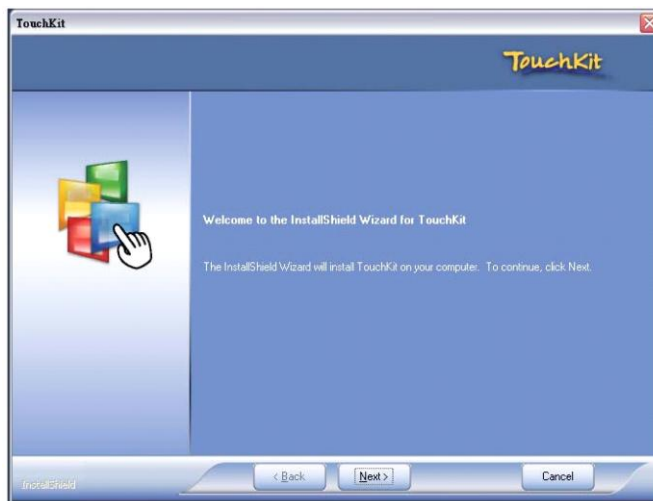 TouchKit
TouchKit
Welcome to the InstallShield Wizard for TouchKit
The InstallShield Wizard will install TouchKit on your computer. To continue, click Next.
InstallShield
< Back
Next >
Cancel